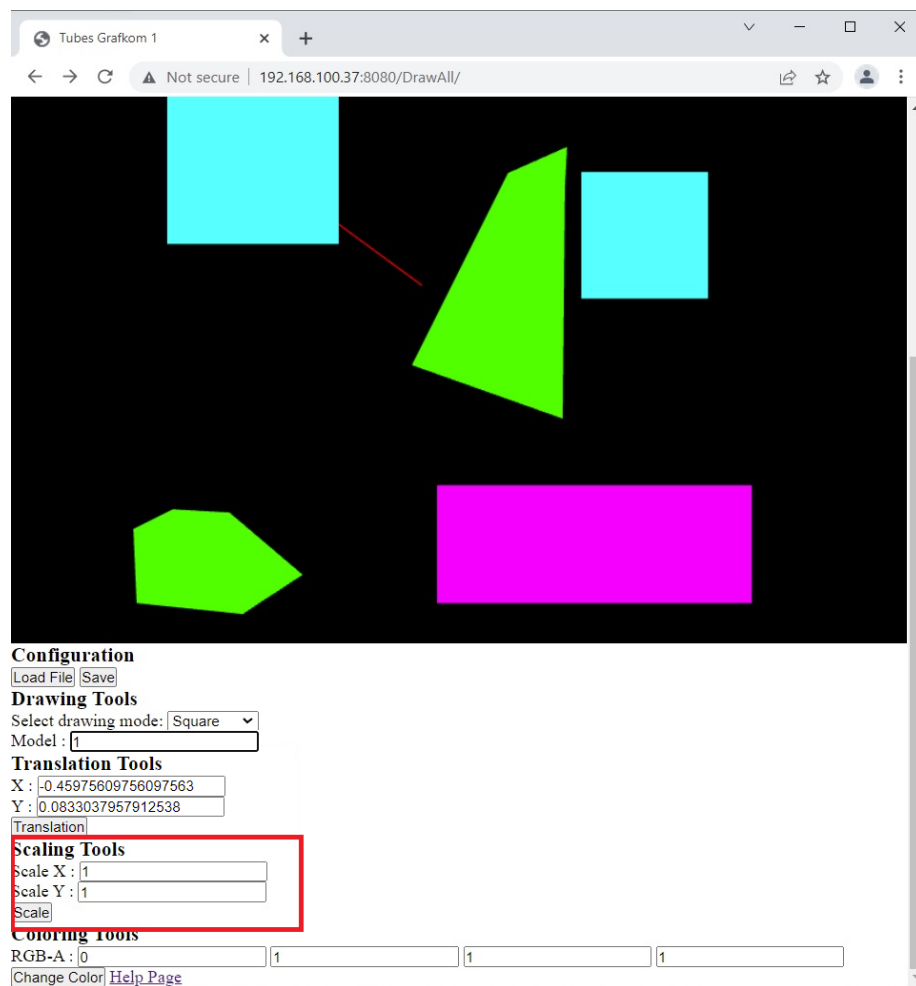 Tubes Grafkom 1
Not secure 192.168.100.37:8080/DrawAll/
Configuration
Load File Save
Drawing Tools
Select drawing mode: Square
Model : 1
Translation Tools
X : -0.45975609756097563
Y : 0.0833037957912538
Translation
Scaling Tools
Scale X : 1
Scale Y : 1
Scale
Coloring Tools
RGB-A : 0 1 1 1
Change Color Help Page